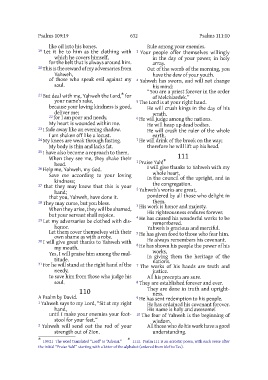 Psalms 109:19 632 Psalms 111:10
like oil into his bones.
19 Let it be to him as the clothing with
which he covers himself,
for the belt that is always around him.
20 This is the reward of my adversaries from
Yahweh,
of those who speak evil against my
soul.
21 But deal with me, Yahweh the Lord,* for
your name's sake,
because your loving kindness is good,
deliver me;
22 for I am poor and needy.
My heart is wounded within me.
23 I fade away like an evening shadow.
I am shaken off like a locust.
24 My knees are weak through fasting.
My body is thin and lacks fat.
25 I have also become a reproach to them.
When they see me, they shake their
head.
26 Help me, Yahweh, my God.
Save me according to your loving
kindness;
27 that they may know that this is your
hand;
that you, Yahweh, have done it.
28 They may curse, but you bless.
When they arise, they will be shamed,
but your servant shall rejoice.
29 Let my adversaries be clothed with dis-
honor.
Let them cover themselves with their
own shame as with a robe.
30 I will give great thanks to Yahweh with
my mouth.
Yes, I will praise him among the mul-
titude.
31 For he will stand at the right hand of the
needy,
to save him from those who judge his
soul.
110
A Psalm by David.
1 Yahweh says to my Lord, "Sit at my right
hand,
until I make your enemies your foot-
stool for your feet."
2 Yahweh will send out the rod of your
strength out of Zion.
Rule among your enemies.
3 Your people offer themselves willingly
in the day of your power, in holy
array.
Out of the womb of the morning, you
have the dew of your youth.
4 Yahweh has sworn, and will not change
his mind:
"You are a priest forever in the order
of Melchizedek."
5 The Lord is at your right hand.
He will crush kings in the day of his
wrath.
6 He will judge among the nations.
He will heap up dead bodies.
He will crush the ruler of the whole
earth.
7 He will drink of the brook on the way;
therefore he will lift up his head.
111
1 Praise Yah!*
I will give thanks to Yahweh with my
whole heart,
in the council of the upright, and in
the congregation.
2 Yahweh's works are great,
pondered by all those who delight in
them.
3 His work is honor and majesty.
His righteousness endures forever.
4 He has caused his wonderful works to be
remembered.
Yahweh is gracious and merciful.
5 He has given food to those who fear him.
He always remembers his covenant.
6 He has shown his people the power of his
works,
in giving them the heritage of the
nations.
7 The works of his hands are truth and
justice.
All his precepts are sure.
8 They are established forever and ever.
They are done in truth and upright-
ness.
9 He has sent redemption to his people.
He has ordained his covenant forever.
His name is holy and awesome!
10 The fear of Yahweh is the beginning of
wisdom.
All those who do his work have a good
understanding.
* 109:21 The word translated "Lord" is "Adonai." * 111:1 Psalm 111 is an acrostic poem, with each verse after
the initial "Praise Yah!" starting with a letter of the alphabet (ordered from Alef to Tav).